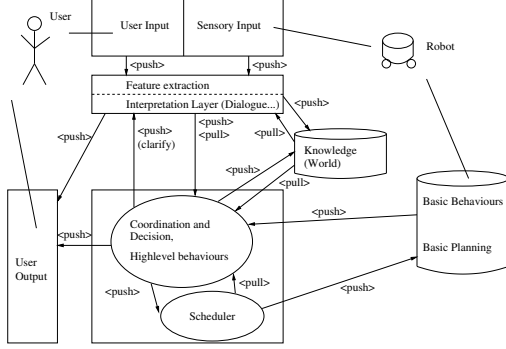 User
User Input
Sensory Input
Robot
<push>
<push>
Feature extraction
Interpretation Layer (Dialogue...)
<push>
<push>
<push>
(clarify)
<push>
<pull>
<pull>
Knowledge
(World)
<push>
<pull>
Basic Behaviours
Basic Planning
<push>
<push>
Coordination and
Decision,
Highlevel behaviours
User
Output
<pull>
<push>
<push>
Scheduler